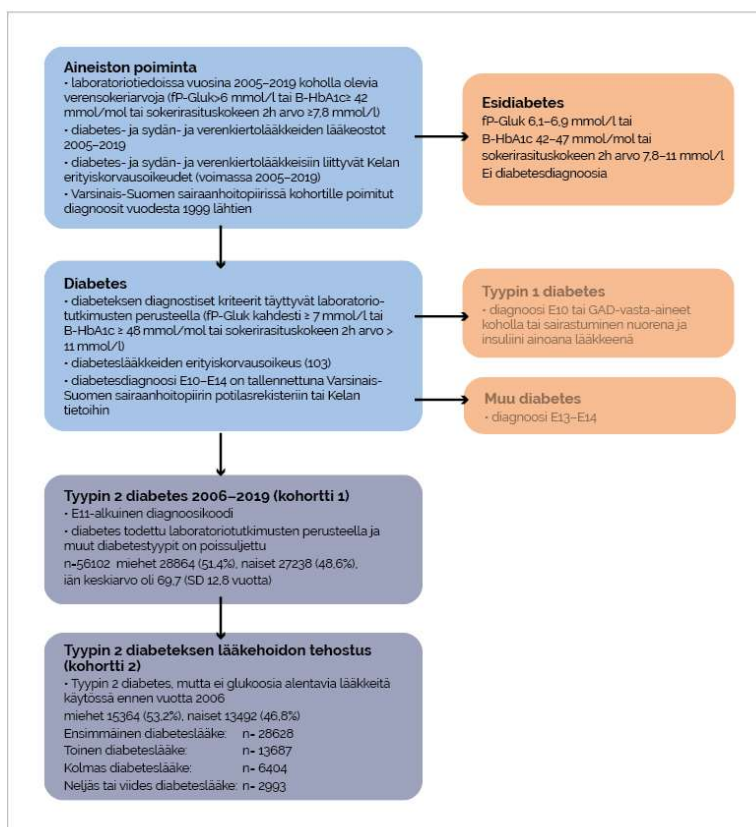 Aineiston poiminta
• laboratoriotiedoissa vuosina 2005–2019 koholla olevia
verensokeriarvoja (fP-Gluk>6 mmol/l tai B-HbA1c≥ 42
mmol/mol tai sokerirasituskokeen 2h arvo ≥7,8 mmol/l)
• diabetes- ja sydän- ja verenkiertolääkkeiden lääkeostot
2005–2019
• diabetes- ja sydän- ja verenkiertolääkkeisiin liittyvät Kelan
erityiskorvausoikeudet (voimassa 2005–2019)
• Varsinais-Suomen sairaanhoitopiirissä kohortille poimitut
diagnoosit vuodesta 1999 lähtien
Esidiabetes
fP-Gluk 6,1–6,9 mmol/l tai
B-HbA1c 42–47 mmol/mol tai
sokerirasituskokeen 2h arvo 7,8–11 mmol/l
Ei diabetesdiagnoosia
Diabetes
• diabeteksen diagnostiset kriteerit täyttyvät laboratorio-
tutkimusten perusteella (fP-Gluk kahdesti ≥ 7 mmol/l tai
B-HbA1c ≥ 48 mmol/mol tai sokerirasituskokeen 2h arvo >
11 mmol/l)
• diabeteslääkkeiden erityiskorvausoikeus (103)
• diabetesdiagnoosi E10–E14 on tallennettuna Varsinais-
Suomen sairaanhoitopiirin potilasrekisteriin tai Kelan
tietoihin
Tyypin 1 diabetes
• diagnoosi E10 tai GAD-vasta-aineet
koholla tai sairastuminen nuorena ja
insuliini ainoana lääkkeenä
Muu diabetes
• diagnoosi E13–E14
Tyypin 2 diabetes 2006–2019 (kohortti 1)
• E11-alkuinen diagnoosikoodi
• diabetes todettu laboratoriotutkimusten perusteella ja
muut diabetestyypit on poissuljettu
n=56102 miehet 28864 (51,4%), naiset 27238 (48,6%),
iän keskiarvo oli 69,7 (SD 12,8 vuotta)
Tyypin 2 diabeteksen lääkehoidon tehostus
(kohortti 2)
• Tyypin 2 diabetes, mutta ei glukoosia alentavia lääkkeitä
käytössä ennen vuotta 2006
miehet 15364 (53,2%), naiset 13492 (46,8%)
Ensimmäinen diabeteslääke: n= 28628
Toinen diabeteslääke: n= 13687
Kolmas diabeteslääke: n= 6404
Neljäs tai viides diabeteslääke: n= 2993